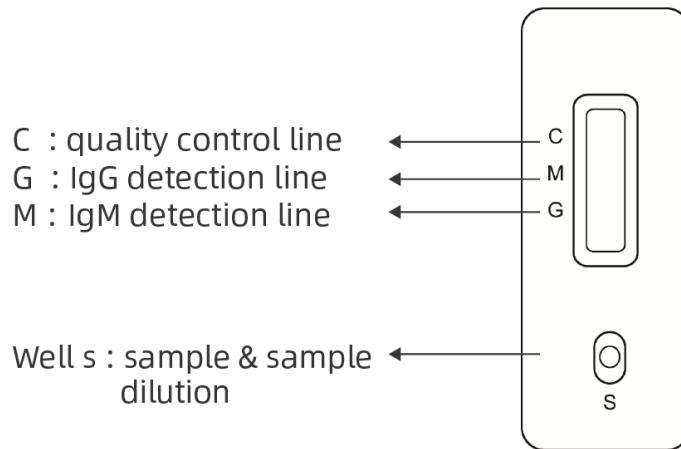 C : quality control line
G : IgG detection line
M : IgM detection line
Well s : sample & sample
dilution
C
M
G
S